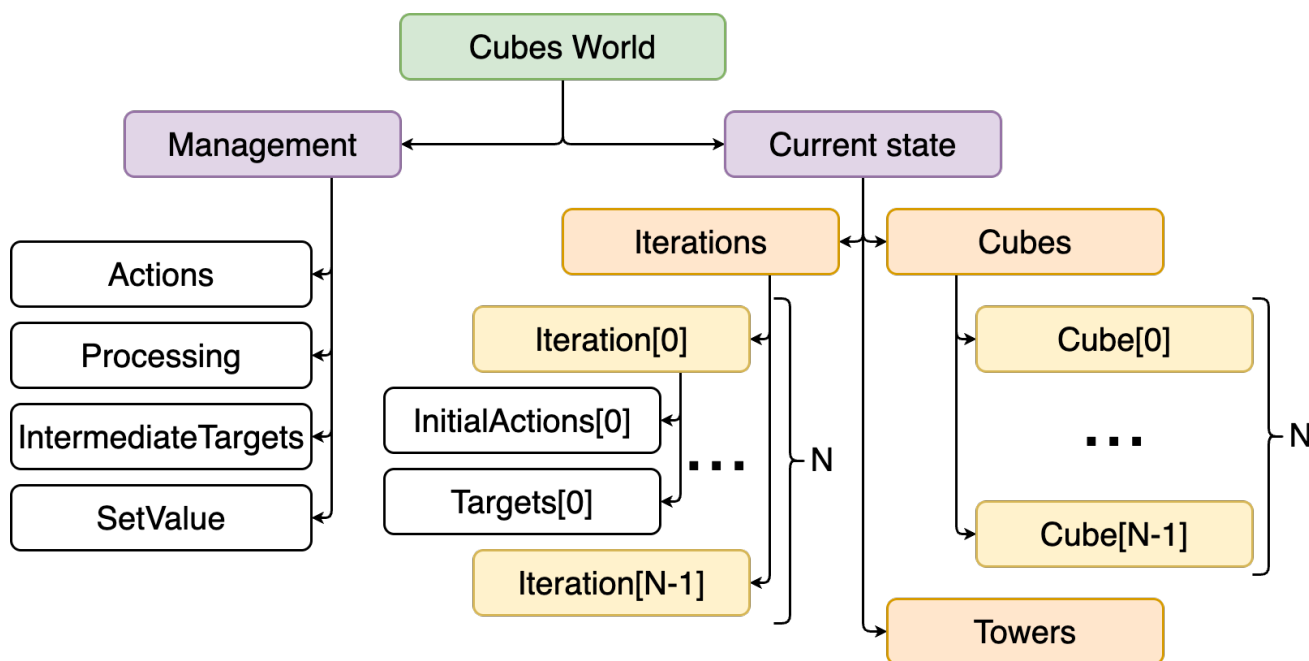 Cubes World
Management
Current state
Iterations
Cubes
Actions
Iteration[0]
Cube[0]
Processing
InitialActions[0]
...
IntermediateTargets
...
N
N
Targets[0]
SetValue
Cube[N-1]
Iteration[N-1]
Towers